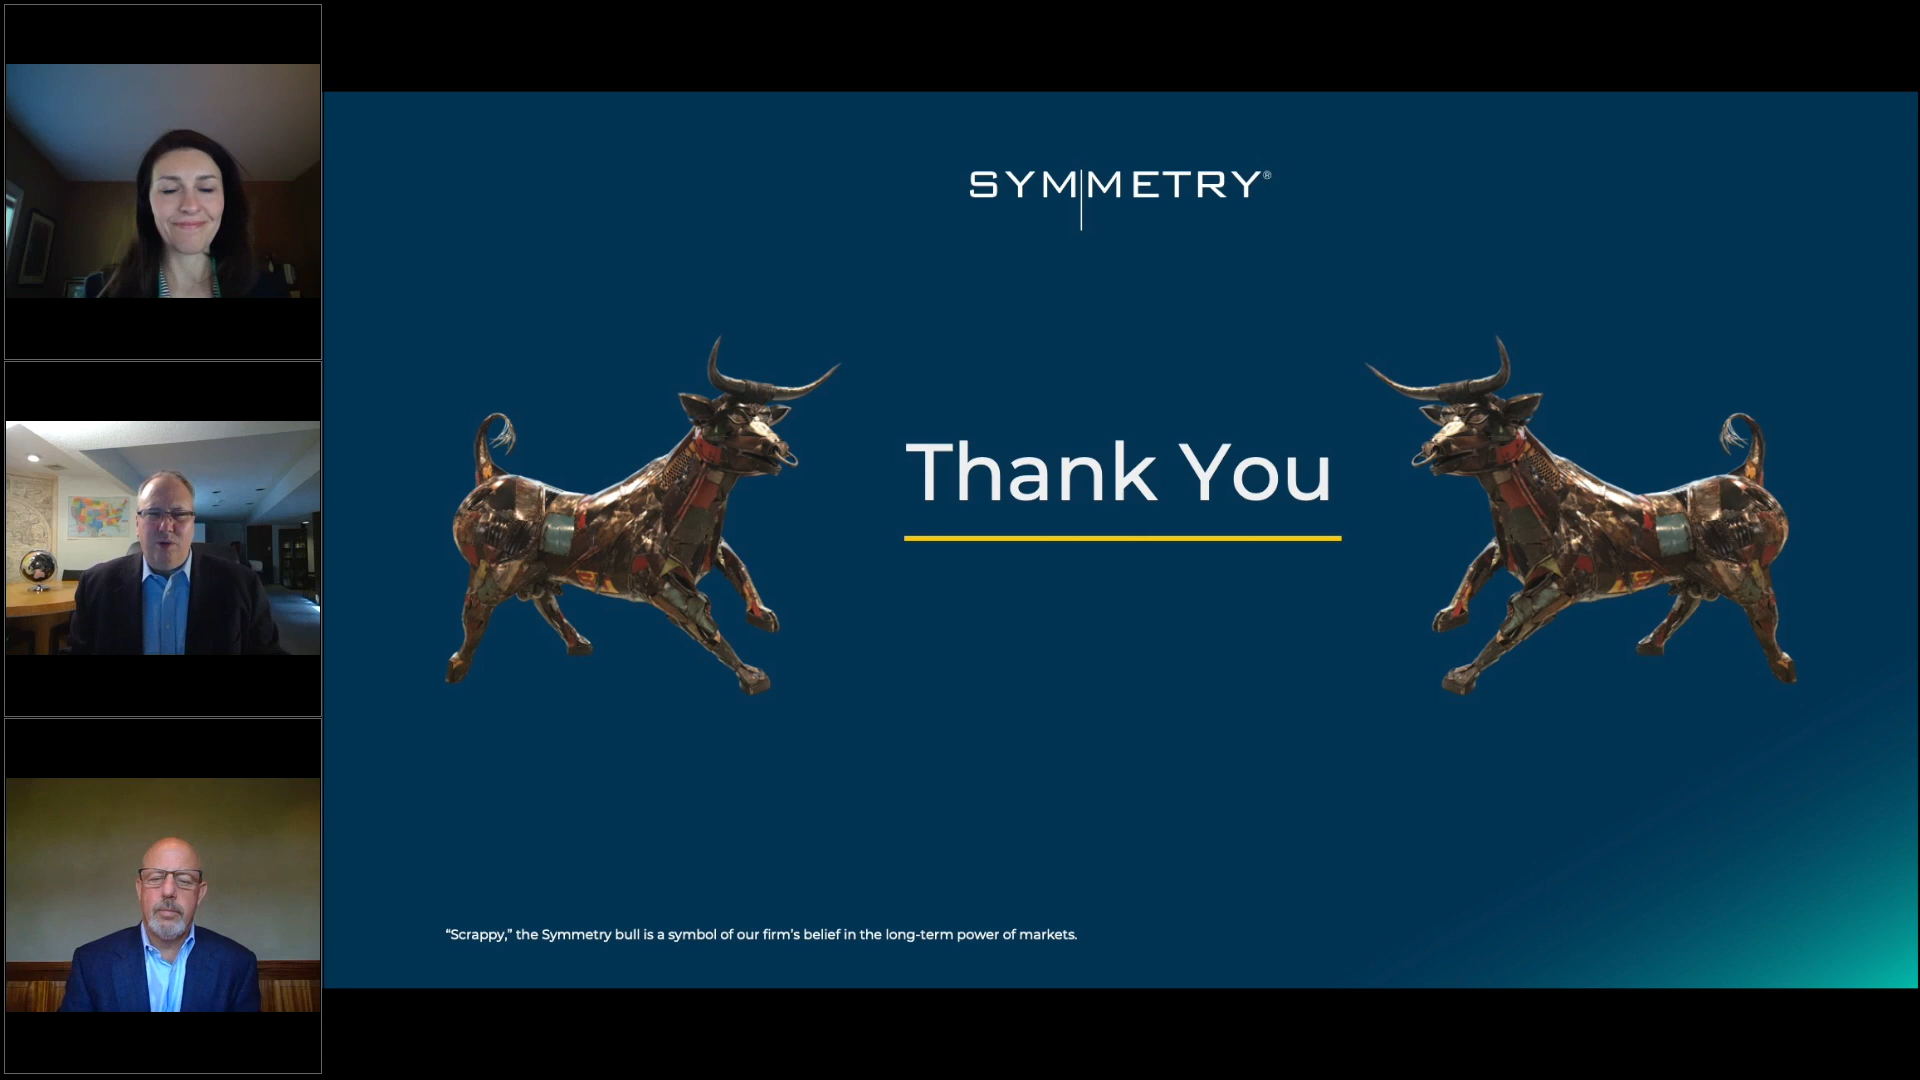 SYMMETRY®
Thank You
“Scrappy,” the Symmetry bull is a symbol of our firm’s belief in the long-term power of markets.